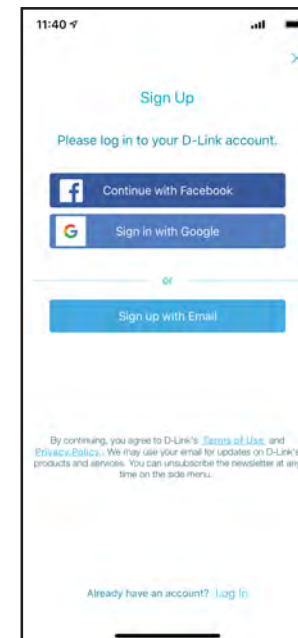 11:40
Sign Up
Please log in to your D-Link account.
Continue with Facebook
Sign in with Google
or
Sign up with Email
By continuing, you agree to D-Link's Terms of Use and
Privacy Policy. We may use your email for updates on D-Link's
products and services. You can unsubscribe the newsletter at any
time on the side menu.
Already have an account? Log In